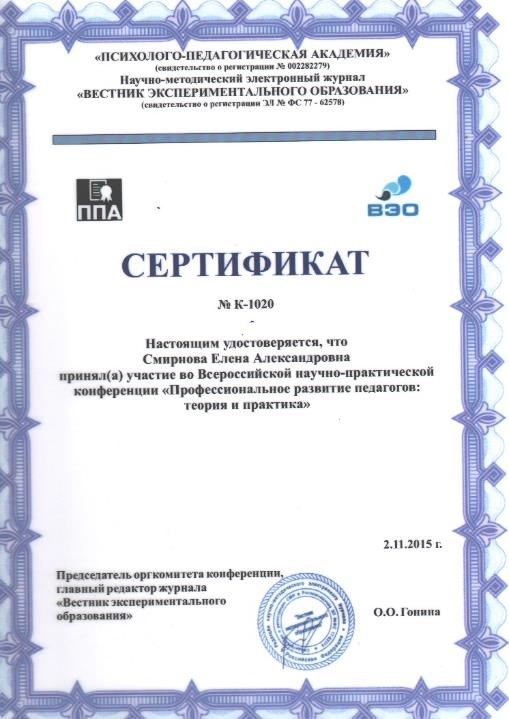 «ПСИХОЛОГО-ПЕДАГОГИЧЕСКАЯ АКАДЕМИЯ»
(свидетельство о регистрации № 002282279)
Научно-методический электронный журнал
«ВЕСТНИК ЭКСПЕРИМЕНТАЛЬНОГО ОБРАЗОВАНИЯ»
(свидетельство о регистрации ЭЛ № ФС 77 - 62578)
ППА
ВЭО
СЕРТИФИКАТ
№ К-1020
Настоящим удостоверяется, что
Смирнова Елена Александровна
принял(а) участие во Всероссийской научно-практической
конференции «Профессиональное развитие педагогов:
теория и практика»
2.11.2015 г.
Председатель оргкомитета конференции,
главный редактор журнала
«Вестник экспериментального
образования»
О.О. Гонина